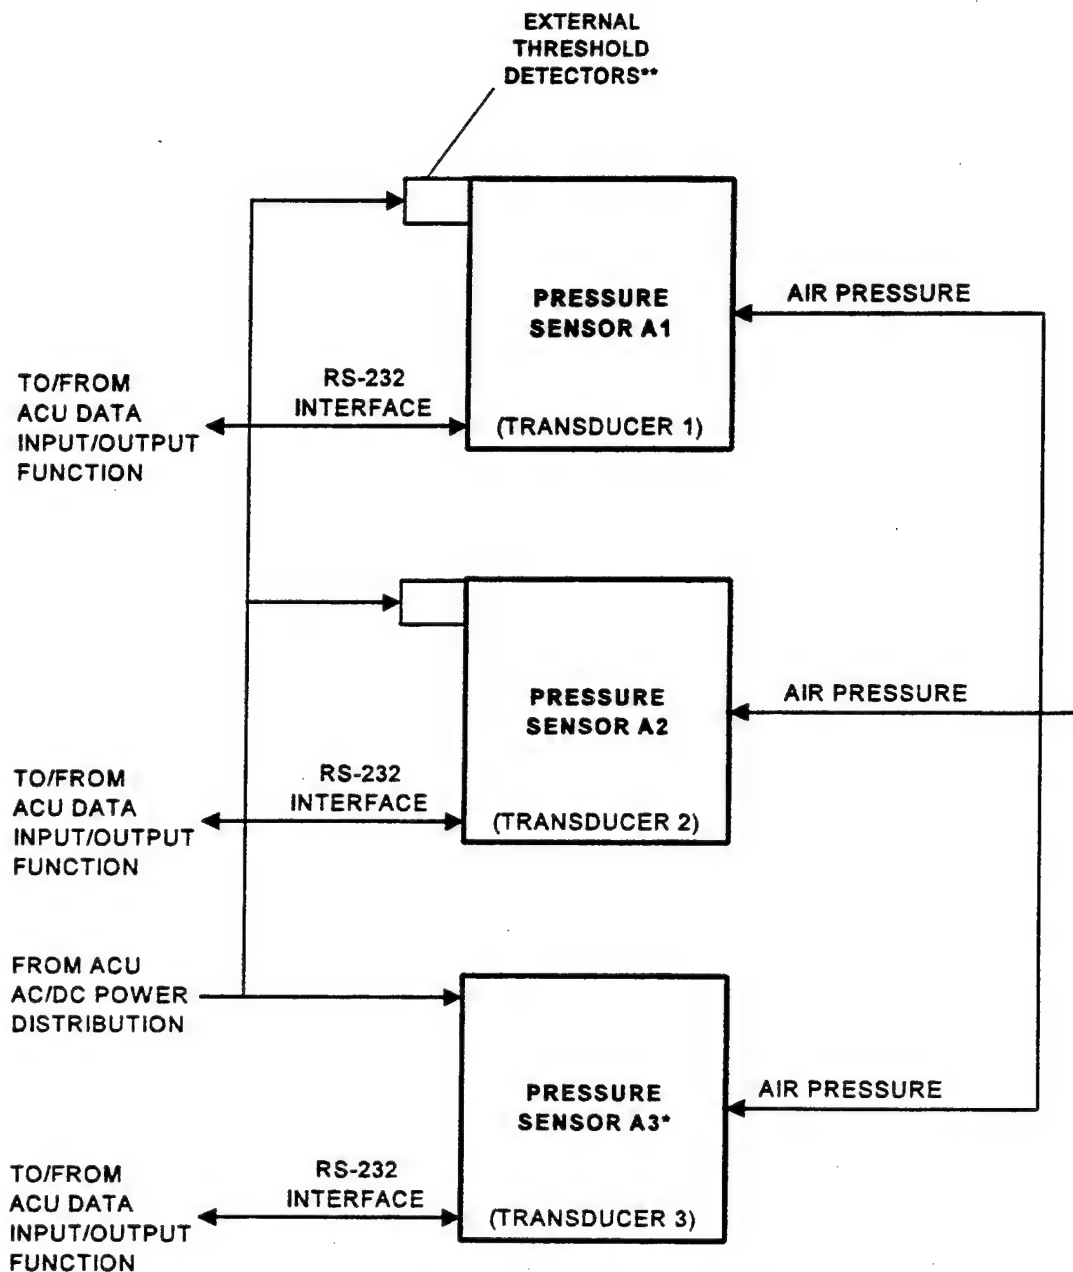 EXTERNAL
THRESHOLD
DETECTORS**
PRESSURE
SENSOR A1
AIR PRESSURE
TO/FROM
ACU DATA
INPUT/OUTPUT
FUNCTION
RS-232
INTERFACE
(TRANSDUCER 1)
PRESSURE
SENSOR A2
AIR PRESSURE
TO/FROM
ACU DATA
INPUT/OUTPUT
FUNCTION
RS-232
INTERFACE
(TRANSDUCER 2)
FROM ACU
AC/DC POWER
DISTRIBUTION
PRESSURE
SENSOR A3*
AIR PRESSURE
TO/FROM
ACU DATA
INPUT/OUTPUT
FUNCTION
RS-232
INTERFACE
(TRANSDUCER 3)